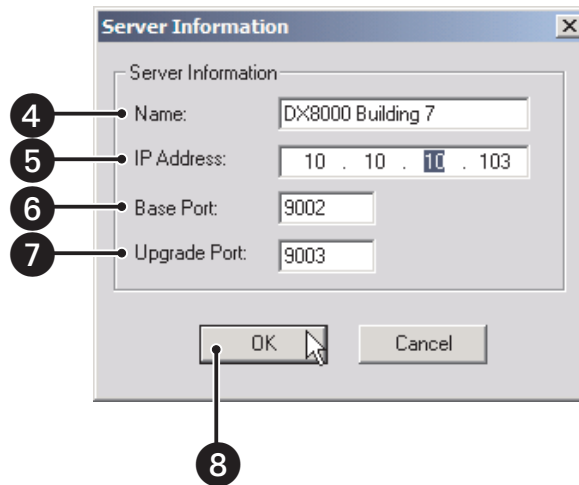 Server Information
Server Information
4 Name: DX8000 Building 7
5 IP Address: 10 . 10 . 10 . 103
6 Base Port: 9002
7 Upgrade Port: 9003
OK Cancel
8